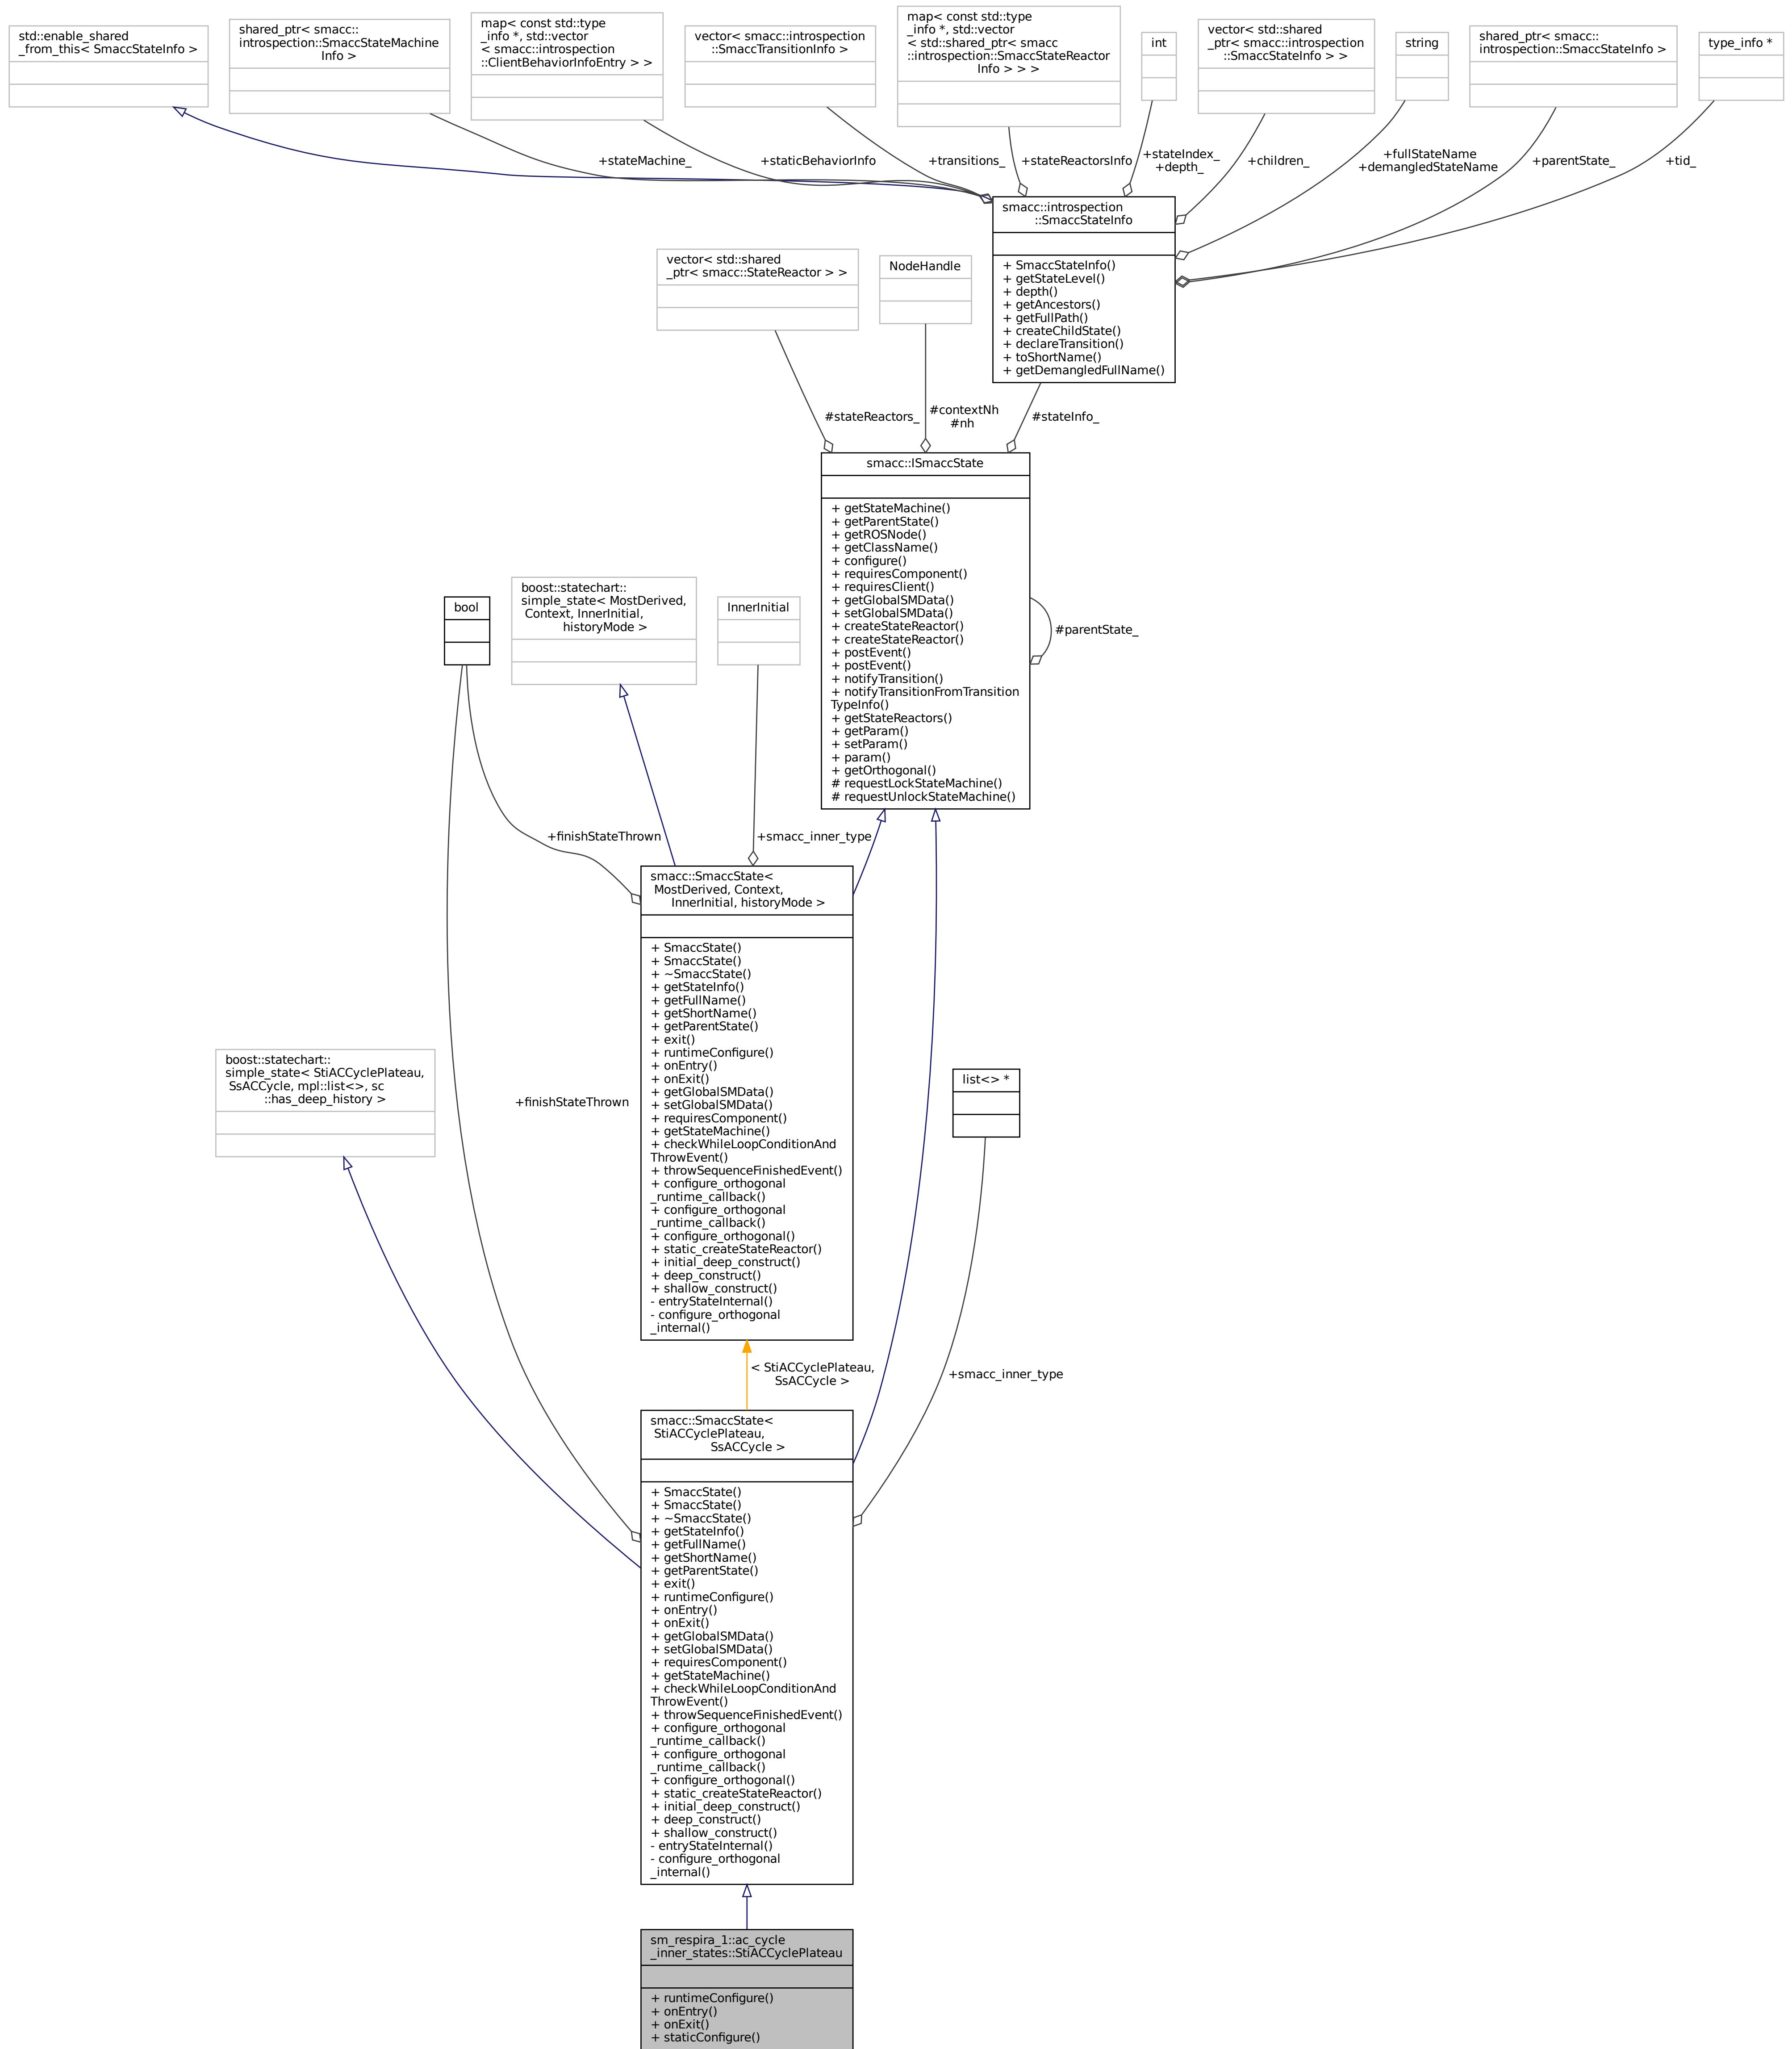 std::enable_shared
_from_this< SmaccStateInfo >
shared_ptr< smacc::
introspection::SmaccStateMachine
Info >
map< const std::type
_info *, std::vector
< smacc::introspection
::ClientBehaviorInfoEntry > >
vector< smacc::introspection
::SmaccTransitionInfo >
map< const std::type
_info *, std::vector
< std::shared_ptr< smacc
::introspection::SmaccStateReactor
Info > > >
int
vector< std::shared
_ptr< smacc::introspection
::SmaccStateInfo > >
string
shared_ptr< smacc::
introspection::SmaccStateInfo >
type_info *
+stateMachine_
+staticBehaviorInfo
+transitions_
+stateReactorsInfo
+stateIndex_
+depth_
+children_
+fullStateName
+demangledStateName
+parentState_
+tid_
smacc::introspection
::SmaccStateInfo
+ SmaccStateInfo()
+ getStateLevel()
+ depth()
+ getAncestors()
+ getFullPath()
+ createChildState()
+ declareTransition()
+ toShortName()
+ getDemangledFullName()
vector< std::shared
_ptr< smacc::StateReactor > >
NodeHandle
#stateReactors_
#contextNh
#nh
#stateInfo_
smacc::ISmaccState
+ getStateMachine()
+ getParentState()
+ getROSNode()
+ getClassName()
+ configure()
+ requiresComponent()
+ requiresClient()
+ getGlobalSMData()
+ setGlobalSMData()
+ createStateReactor()
+ createStateReactor()
+ postEvent()
+ postEvent()
+ notifyTransition()
+ notifyTransitionFromTransition
TypeInfo()
+ getStateReactors()
+ getParam()
+ setParam()
+ param()
+ getOrthogonal()
# requestLockStateMachine()
# requestUnlockStateMachine()
#parentState_
bool
boost::statechart::
simple_state< MostDerived,
Context, InnerInitial,
historyMode >
InnerInitial
+finishStateThrown
+smacc_inner_type
smacc::SmaccState<
MostDerived, Context,
InnerInitial, historyMode >
+ SmaccState()
+ SmaccState()
+ ~SmaccState()
+ getStateInfo()
+ getFullName()
+ getShortName()
+ getParentState()
+ exit()
+ runtimeConfigure()
+ onEntry()
+ onExit()
+ getGlobalSMData()
+ setGlobalSMData()
+ requiresComponent()
+ getStateMachine()
+ checkWhileLoopConditionAnd
ThrowEvent()
+ throwSequenceFinishedEvent()
+ configure_orthogonal
_runtime_callback()
+ configure_orthogonal
_runtime_callback()
+ configure_orthogonal()
+ static_createStateReactor()
+ initial_deep_construct()
+ deep_construct()
+ shallow_construct()
- entryStateInternal()
- configure_orthogonal
_internal()
boost::statechart::
simple_state< StiACCyclePlateau,
SsACCycle, mpl::list<>, sc
::has_deep_history >
+finishStateThrown
list<> *
< StiACCyclePlateau,
SsACCycle >
+smacc_inner_type
smacc::SmaccState<
StiACCyclePlateau,
SsACCycle >
+ SmaccState()
+ SmaccState()
+ ~SmaccState()
+ getStateInfo()
+ getFullName()
+ getShortName()
+ getParentState()
+ exit()
+ runtimeConfigure()
+ onEntry()
+ onExit()
+ getGlobalSMData()
+ setGlobalSMData()
+ requiresComponent()
+ getStateMachine()
+ checkWhileLoopConditionAnd
ThrowEvent()
+ throwSequenceFinishedEvent()
+ configure_orthogonal
_runtime_callback()
+ configure_orthogonal
_runtime_callback()
+ configure_orthogonal()
+ static_createStateReactor()
+ initial_deep_construct()
+ deep_construct()
+ shallow_construct()
- entryStateInternal()
- configure_orthogonal
_internal()
sm_respira_1::ac_cycle
_inner_states::StiACCyclePlateau
+ runtimeConfigure()
+ onEntry()
+ onExit()
+ staticConfigure()